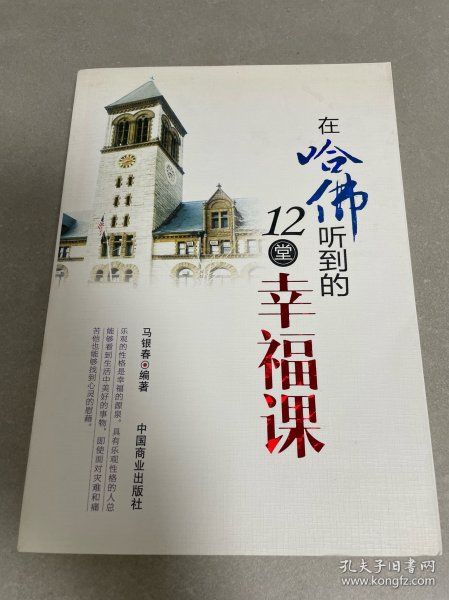 在哈佛听到的
12堂
幸福课
马银春 编著
乐观的性格是幸福的源泉。具有乐观性格的人总
能够看到生活中美好的事物，即使面对灾难和痛
苦他也能够找到心灵的慰藉。
中国商业出版社
孔夫子旧书网
www.kongfz.com